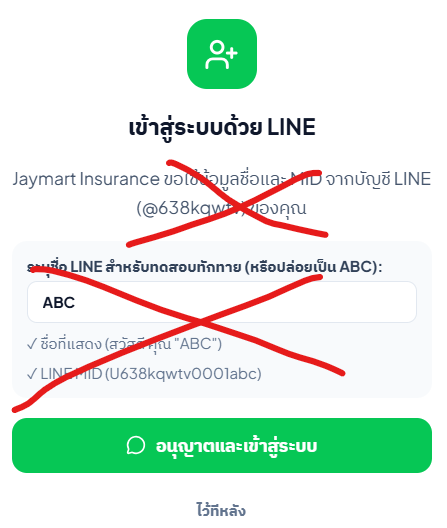 เข้าสู่ระบบด้วย LINE
Jaymart Insurance ขอใช้ข้อมูลชื่อและ MID จากบัญชี LINE
(@638kqwtv) ของคุณ
ระบุชื่อ LINE สำหรับทดสอบทักทาย (หรือปล่อยเป็น ABC):
ABC
✓ ชื่อที่แสดง (สวัสดี คุณ "ABC")
✓ LINE MID (U638kqwtv0001abc)
อนุญาตและเข้าสู่ระบบ
ไว้ทีหลัง